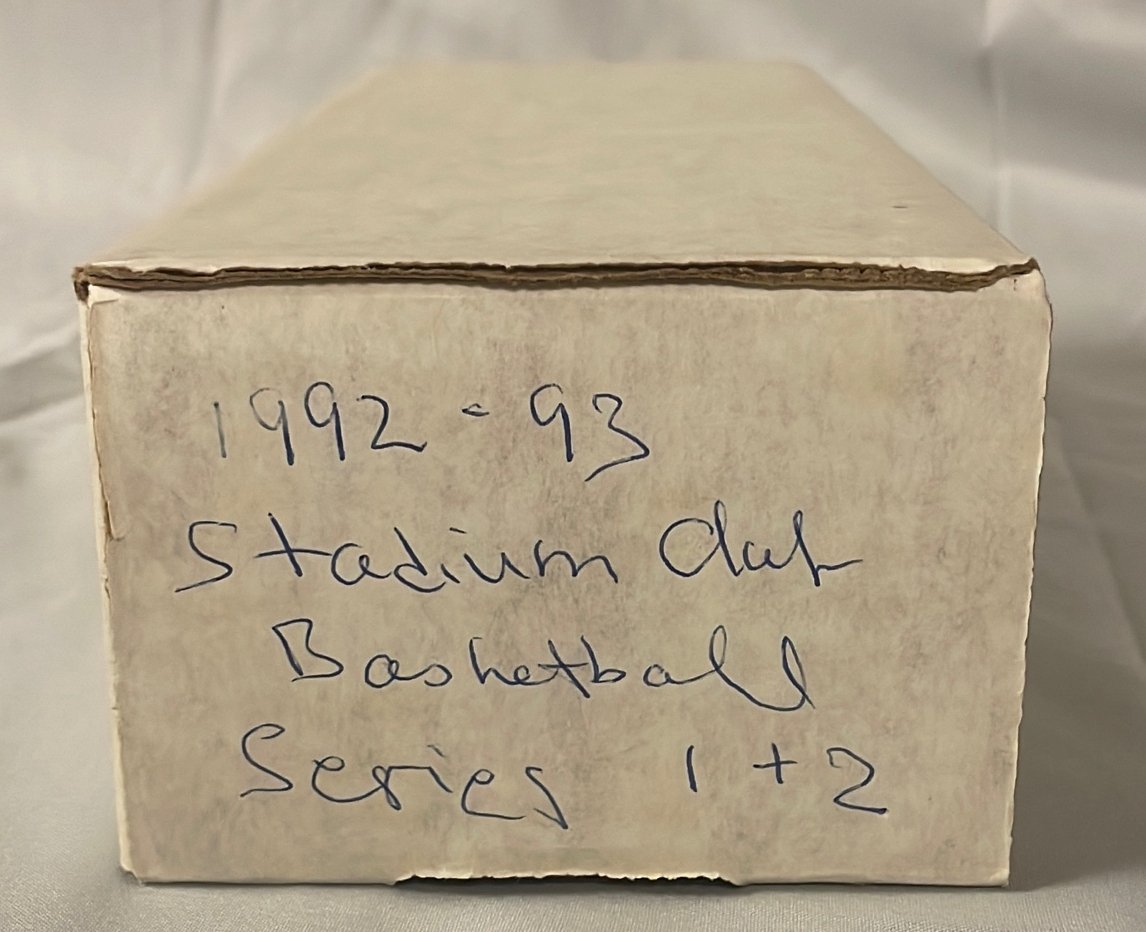 1992-93
Stadium Club
Basketball
Series 1+2